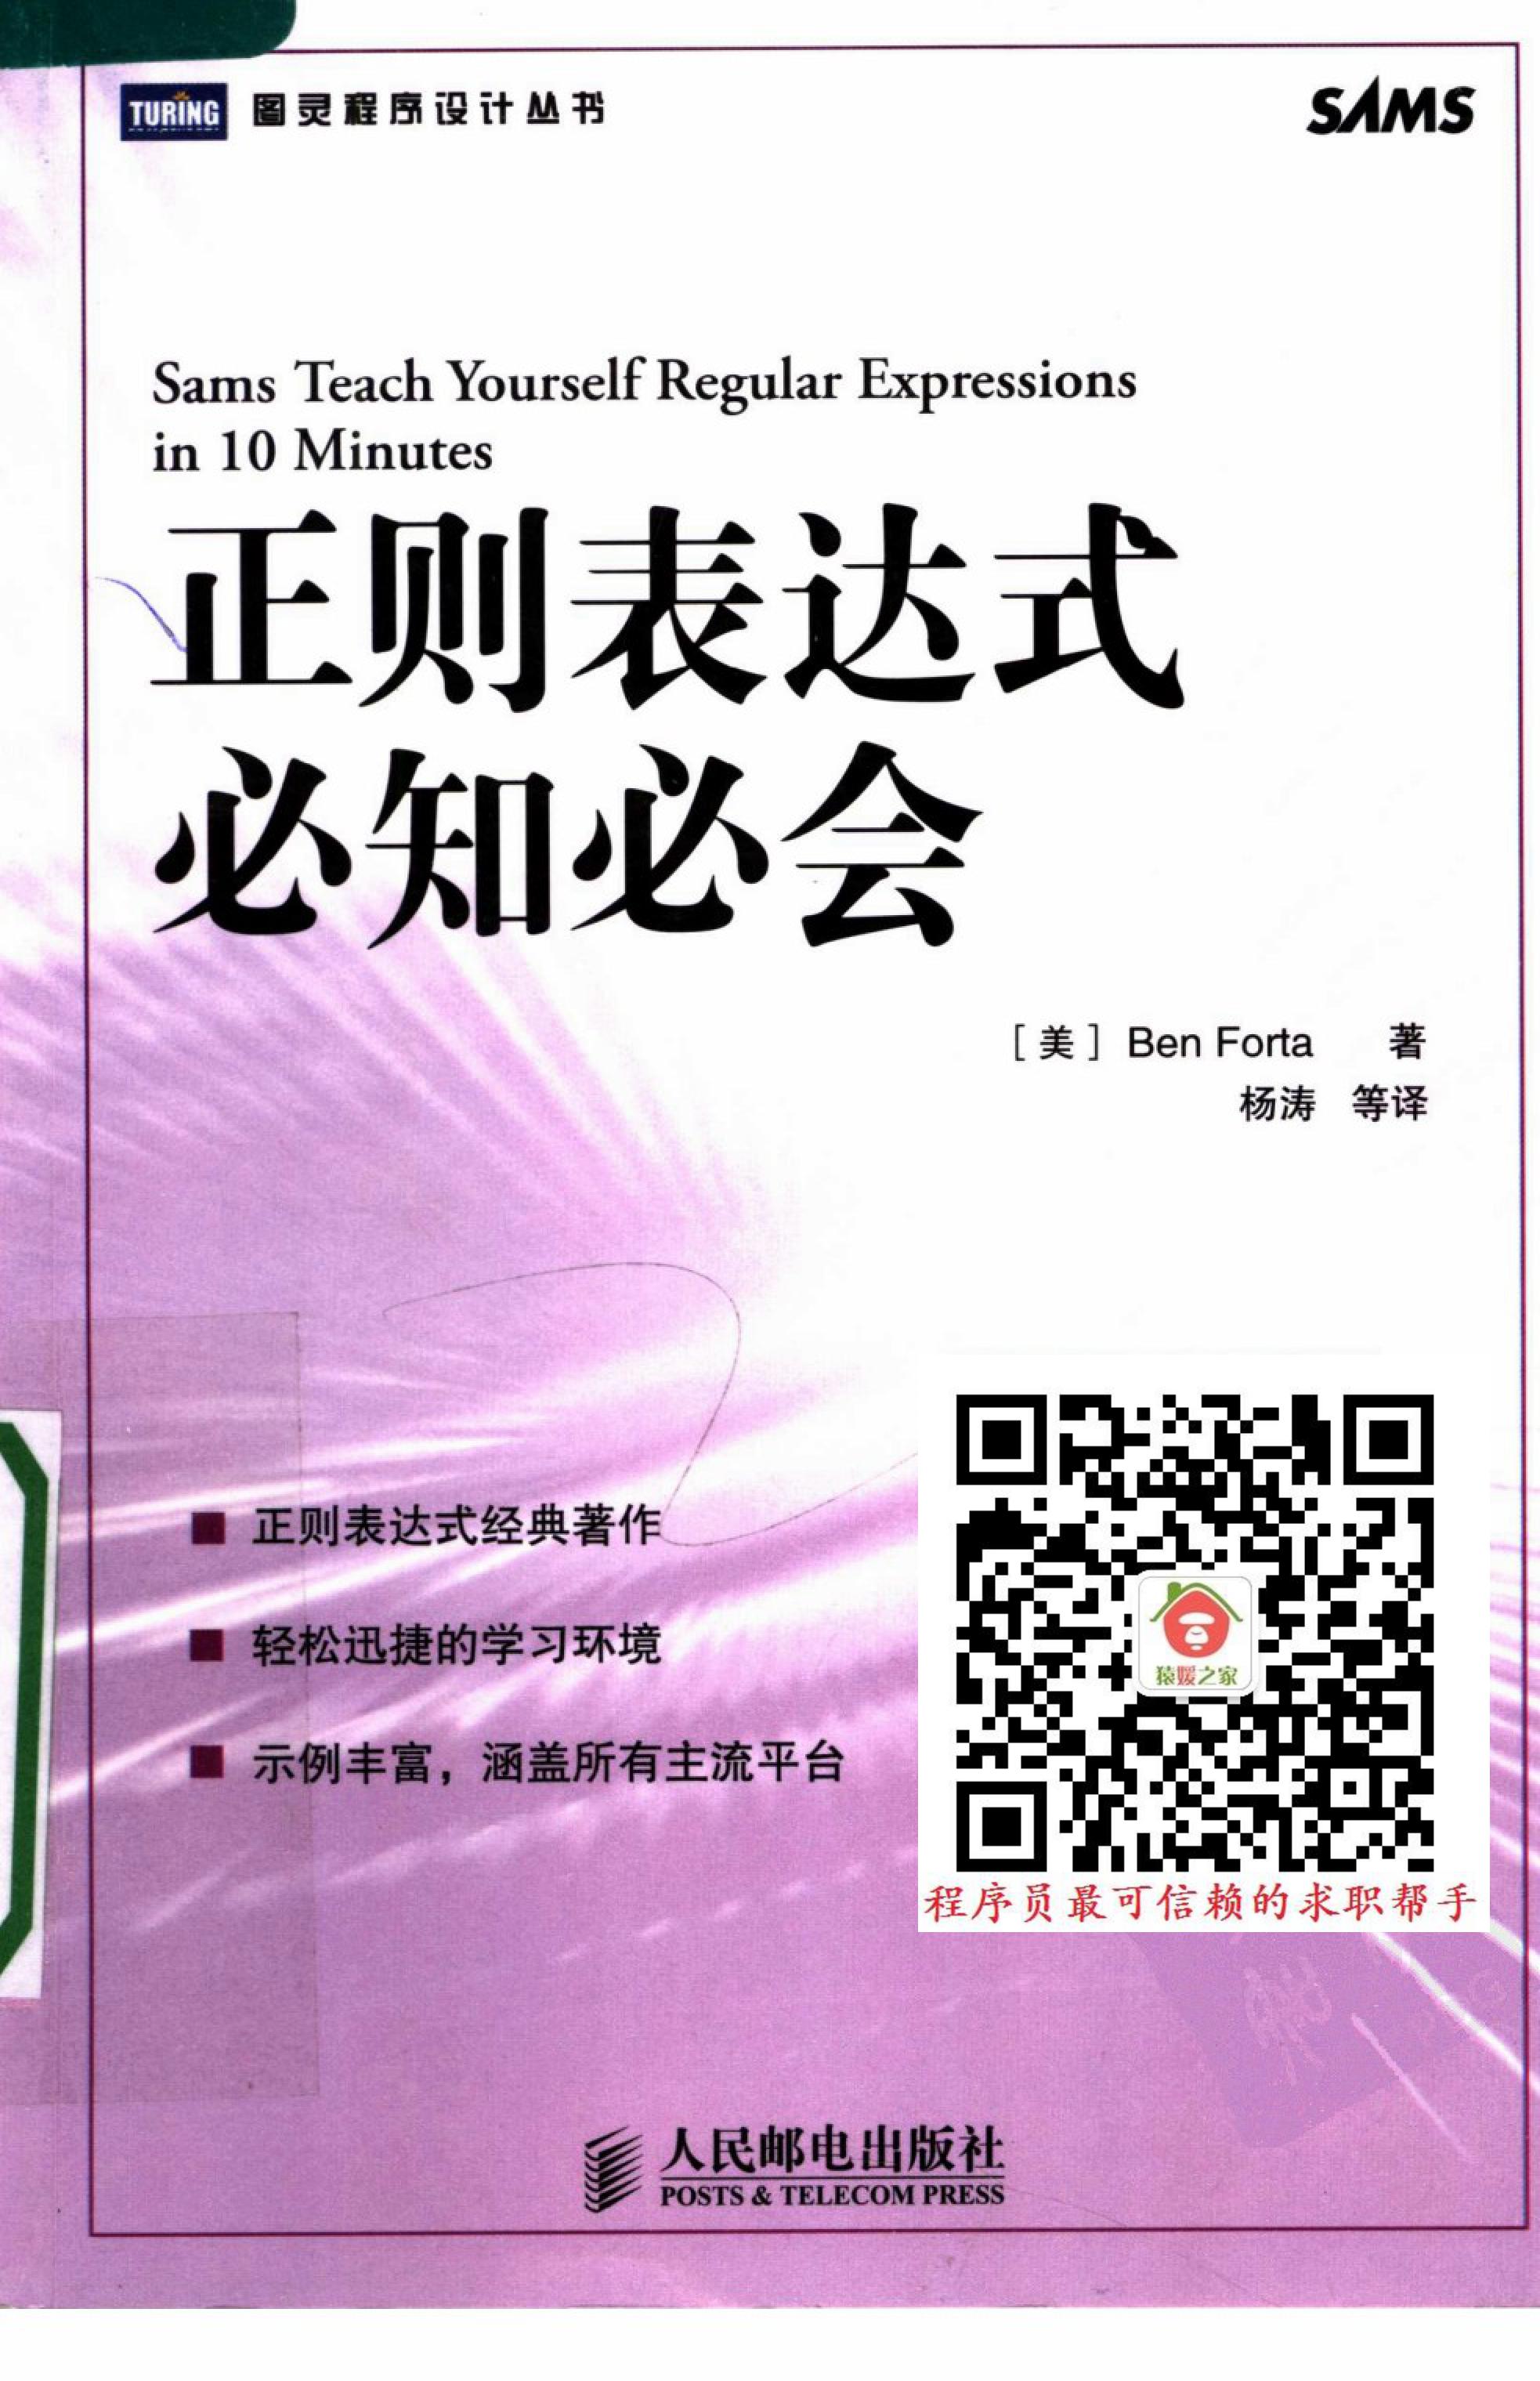 TURING 图灵程序设计丛书
SAMS
Sams Teach Yourself Regular Expressions
in 10 Minutes
正则表达式
必知必会
[美] Ben Forta 著
杨涛 等译
正则表达式经典著作
轻松迅捷的学习环境
示例丰富，涵盖所有主流平台
猿媛之家
程序员最可信赖的求职帮手
人民邮电出版社
POSTS & TELECOM PRESS